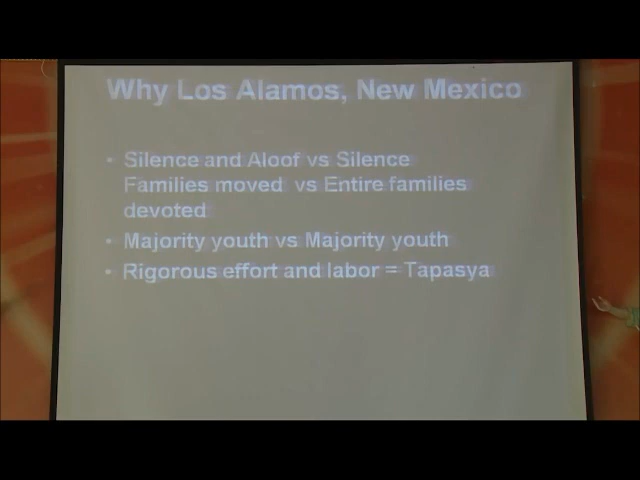 Why Los Alamos, New Mexico
• Silence and Aloof vs Silence
Families moved vs Entire families
devoted
• Majority youth vs Majority youth
• Rigorous effort and labor = Tapasya